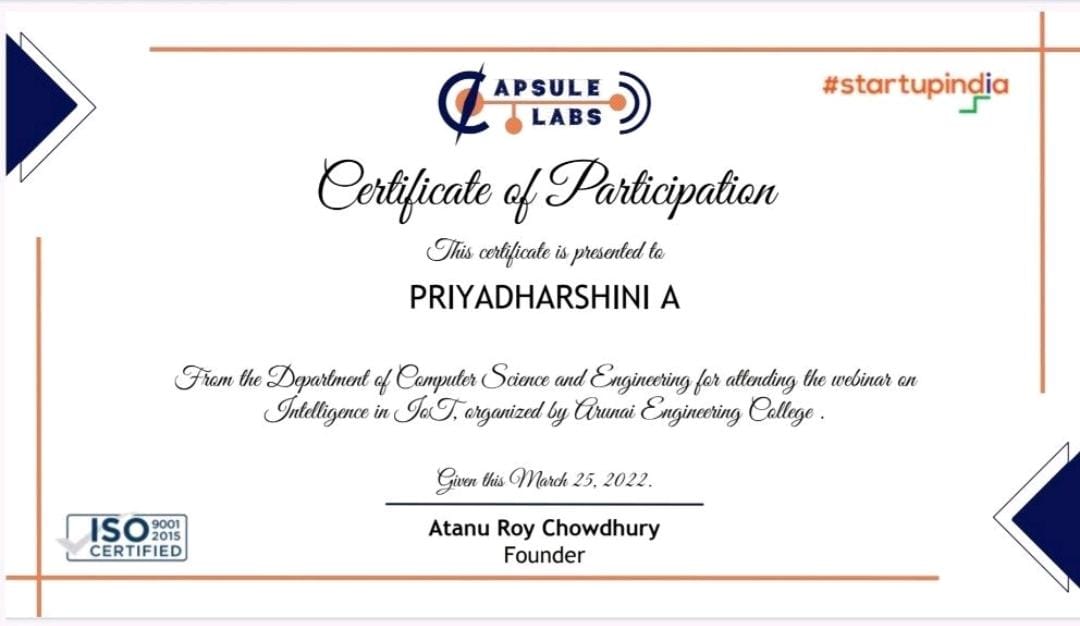 CAPSULE
LABS
#startupindia
Certificate of Participation
This certificate is presented to
PRIYADHARSHINI A
From the Department of Computer Science and Engineering for attending the webinar on
Intelligence in IoT, organized by Arunai Engineering College .
Given this March 25, 2022.
Atanu Roy Chowdhury
Founder
ISO 9001
2015
CERTIFIED